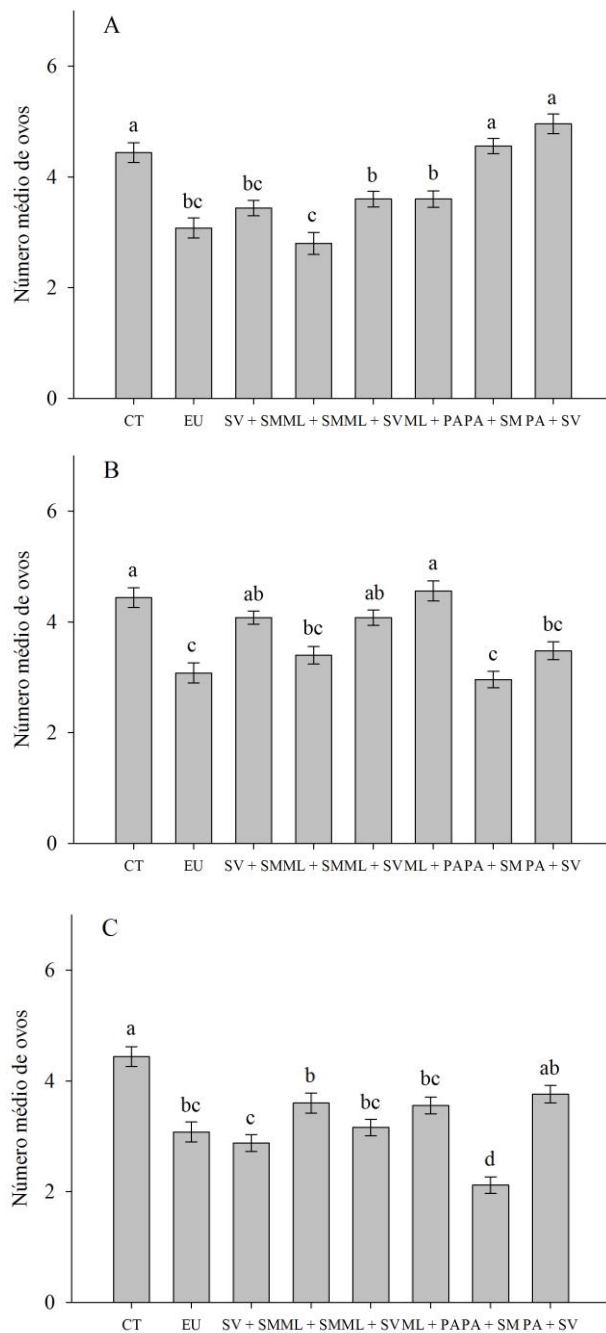 A
Número médio de ovos
6
4
2
0
a
bc
bc
c
b
b
a
a
CT EU SV + SM ML + SM ML + SV ML + PA PA + SM PA + SV
B
Número médio de ovos
6
4
2
0
a
c
ab
bc
ab
a
c
bc
CT EU SV + SM ML + SM ML + SV ML + PA PA + SM PA + SV
C
Número médio de ovos
6
4
2
0
a
bc
c
b
bc
bc
d
ab
CT EU SV + SM ML + SM ML + SV ML + PA PA + SM PA + SV